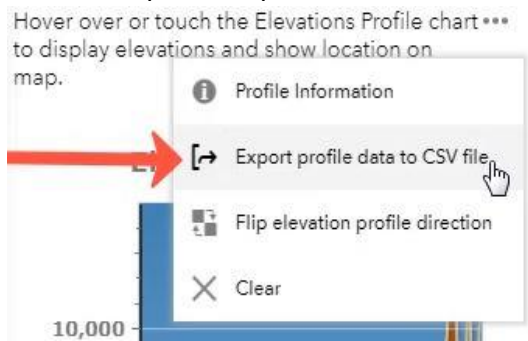 Hover over or touch the Elevations Profile chart •••
to display elevations and show location on
map.
Profile Information
Export profile data to CSV file
Flip elevation profile direction
Clear
10,000